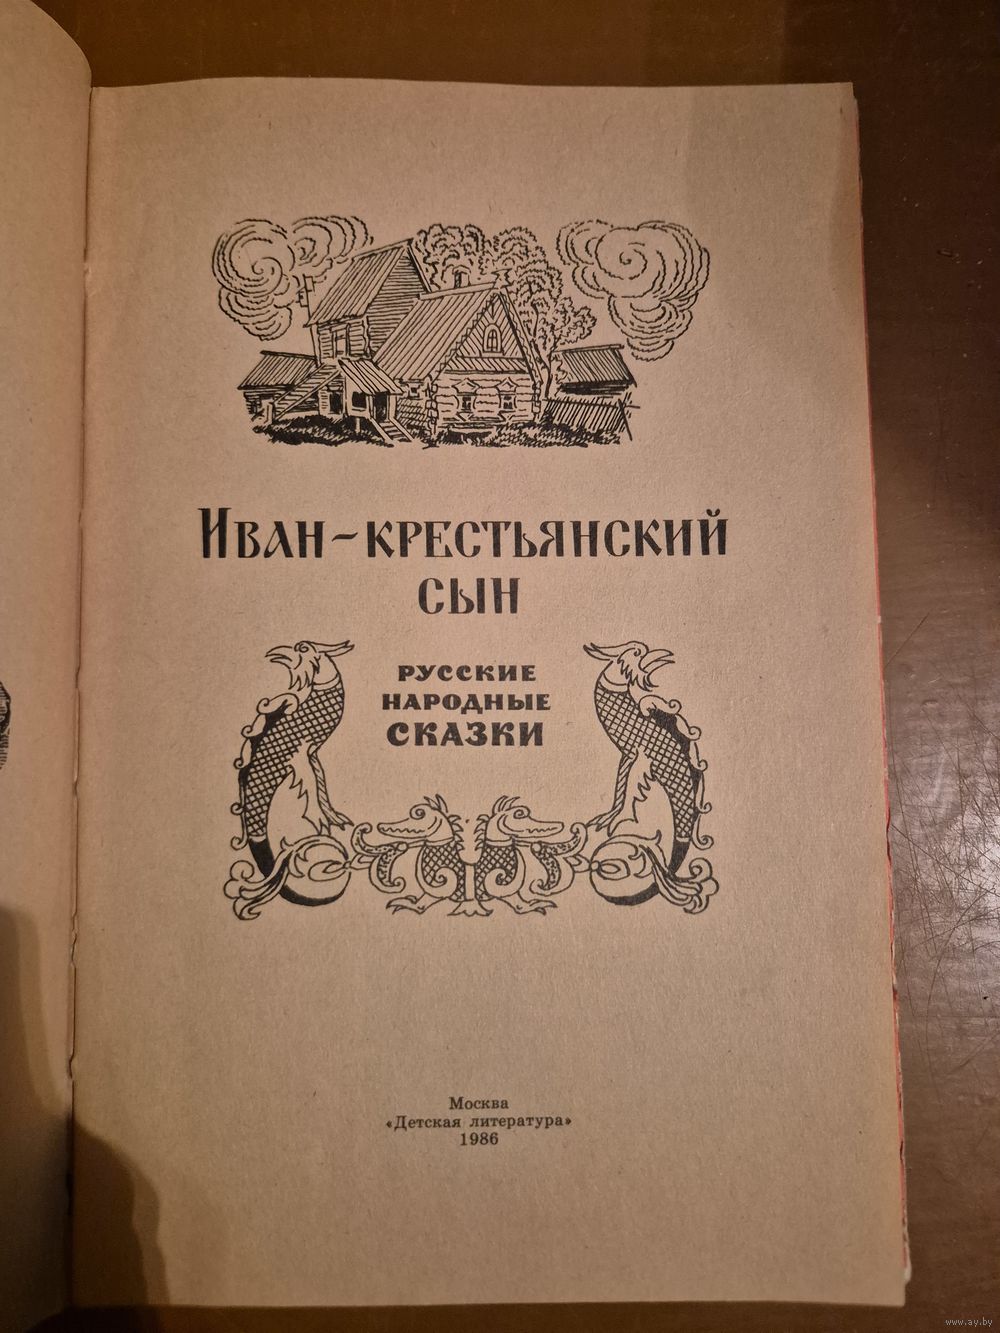 Иван-крестьянский
сын
русские
народные
сказки
Москва
«Детская литература»
1986
www.ay.by